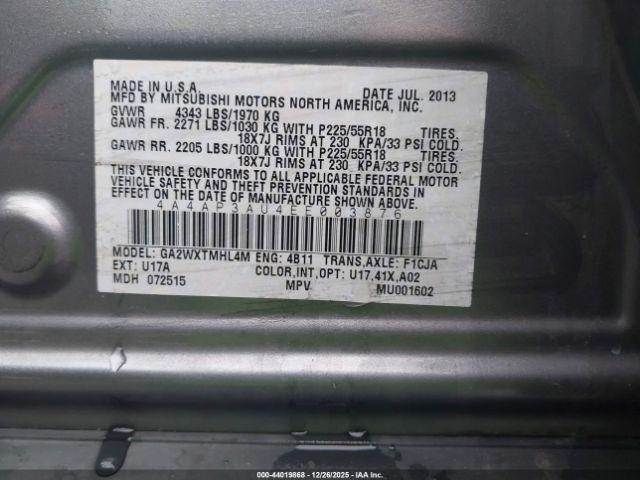 MADE IN U.S.A. DATE JUL. 2013
MFD BY MITSUBISHI MOTORS NORTH AMERICA, INC.
GVWR 4343 LBS/1970 KG
GAWR FR. 2271 LBS/1030 KG WITH P225/55R18 TIRES.
18X7J RIMS AT 230 KPA/33 PSI COLD.
GAWR RR. 2205 LBS/1000 KG WITH P225/55R18 TIRES.
18X7J RIMS AT 230 KPA/33 PSI COLD.
THIS VEHICLE CONFORMS TO ALL APPLICABLE FEDERAL MOTOR
VEHICLE SAFETY AND THEFT PREVENTION STANDARDS IN
EFFECT ON THE DATE OF MANUFACTURE SHOWN ABOVE.
4A4AP3AU4EE003876
MODEL: GA2WXTMHL4M ENG: 4B11 TRANS,AXLE: F1CJA
EXT: U17A COLOR,INT,OPT: U17,41X,A02
MDH 072515 MPV MU001602
000-44019868 - 12/26/2025 - IAAI.com